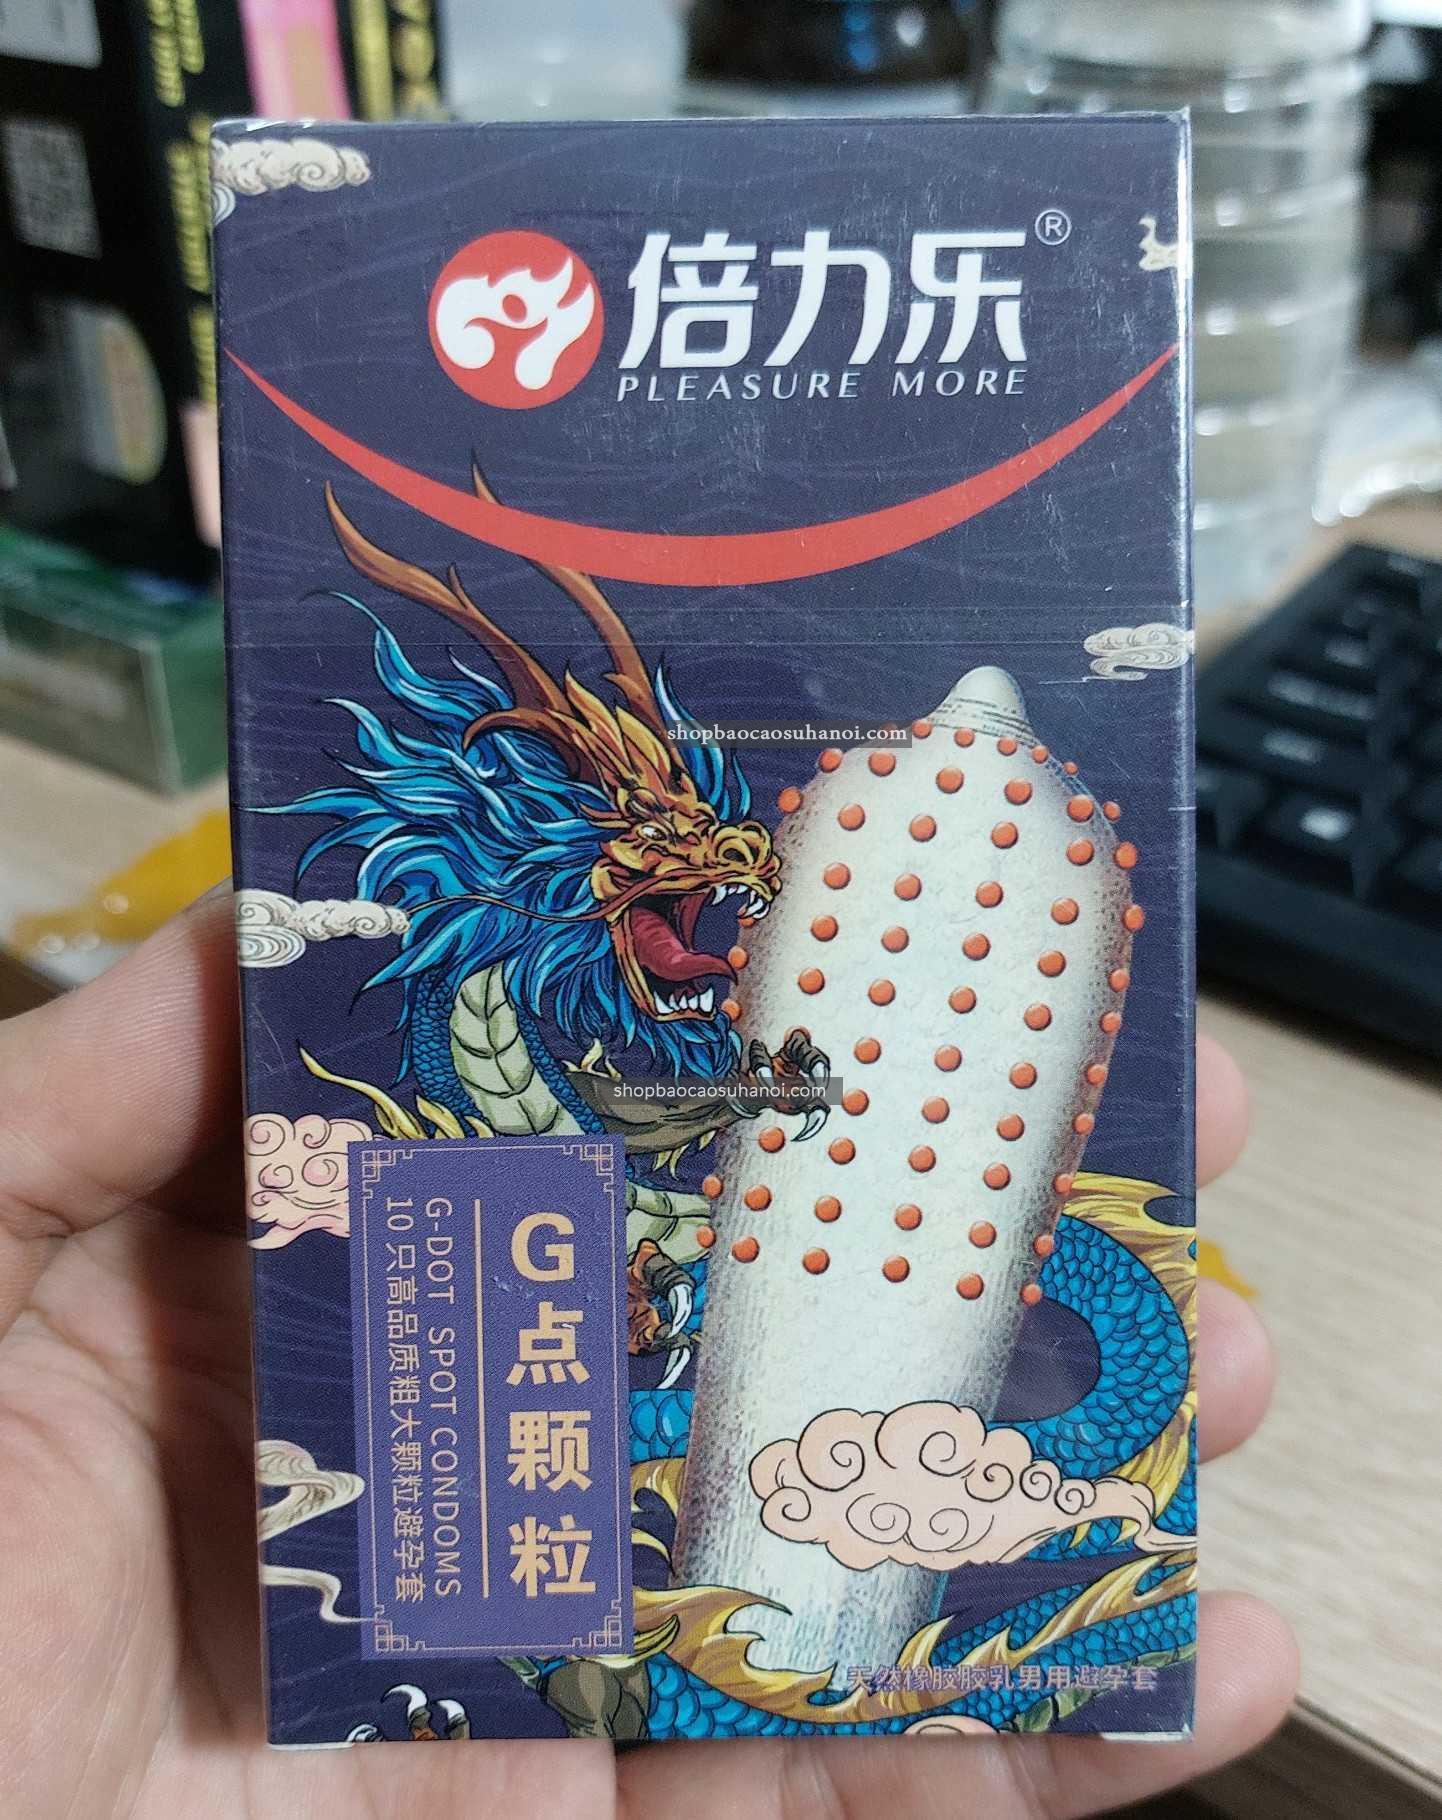 倍力乐®
PLEASURE MORE
shopbaocaosuhanoi.com
shopbaocaosuhanoi.com
G点颗粒
G-DOT SPOT CONDOMS
10只高品质粗大颗粒避孕套
天然橡胶胶乳男用避孕套